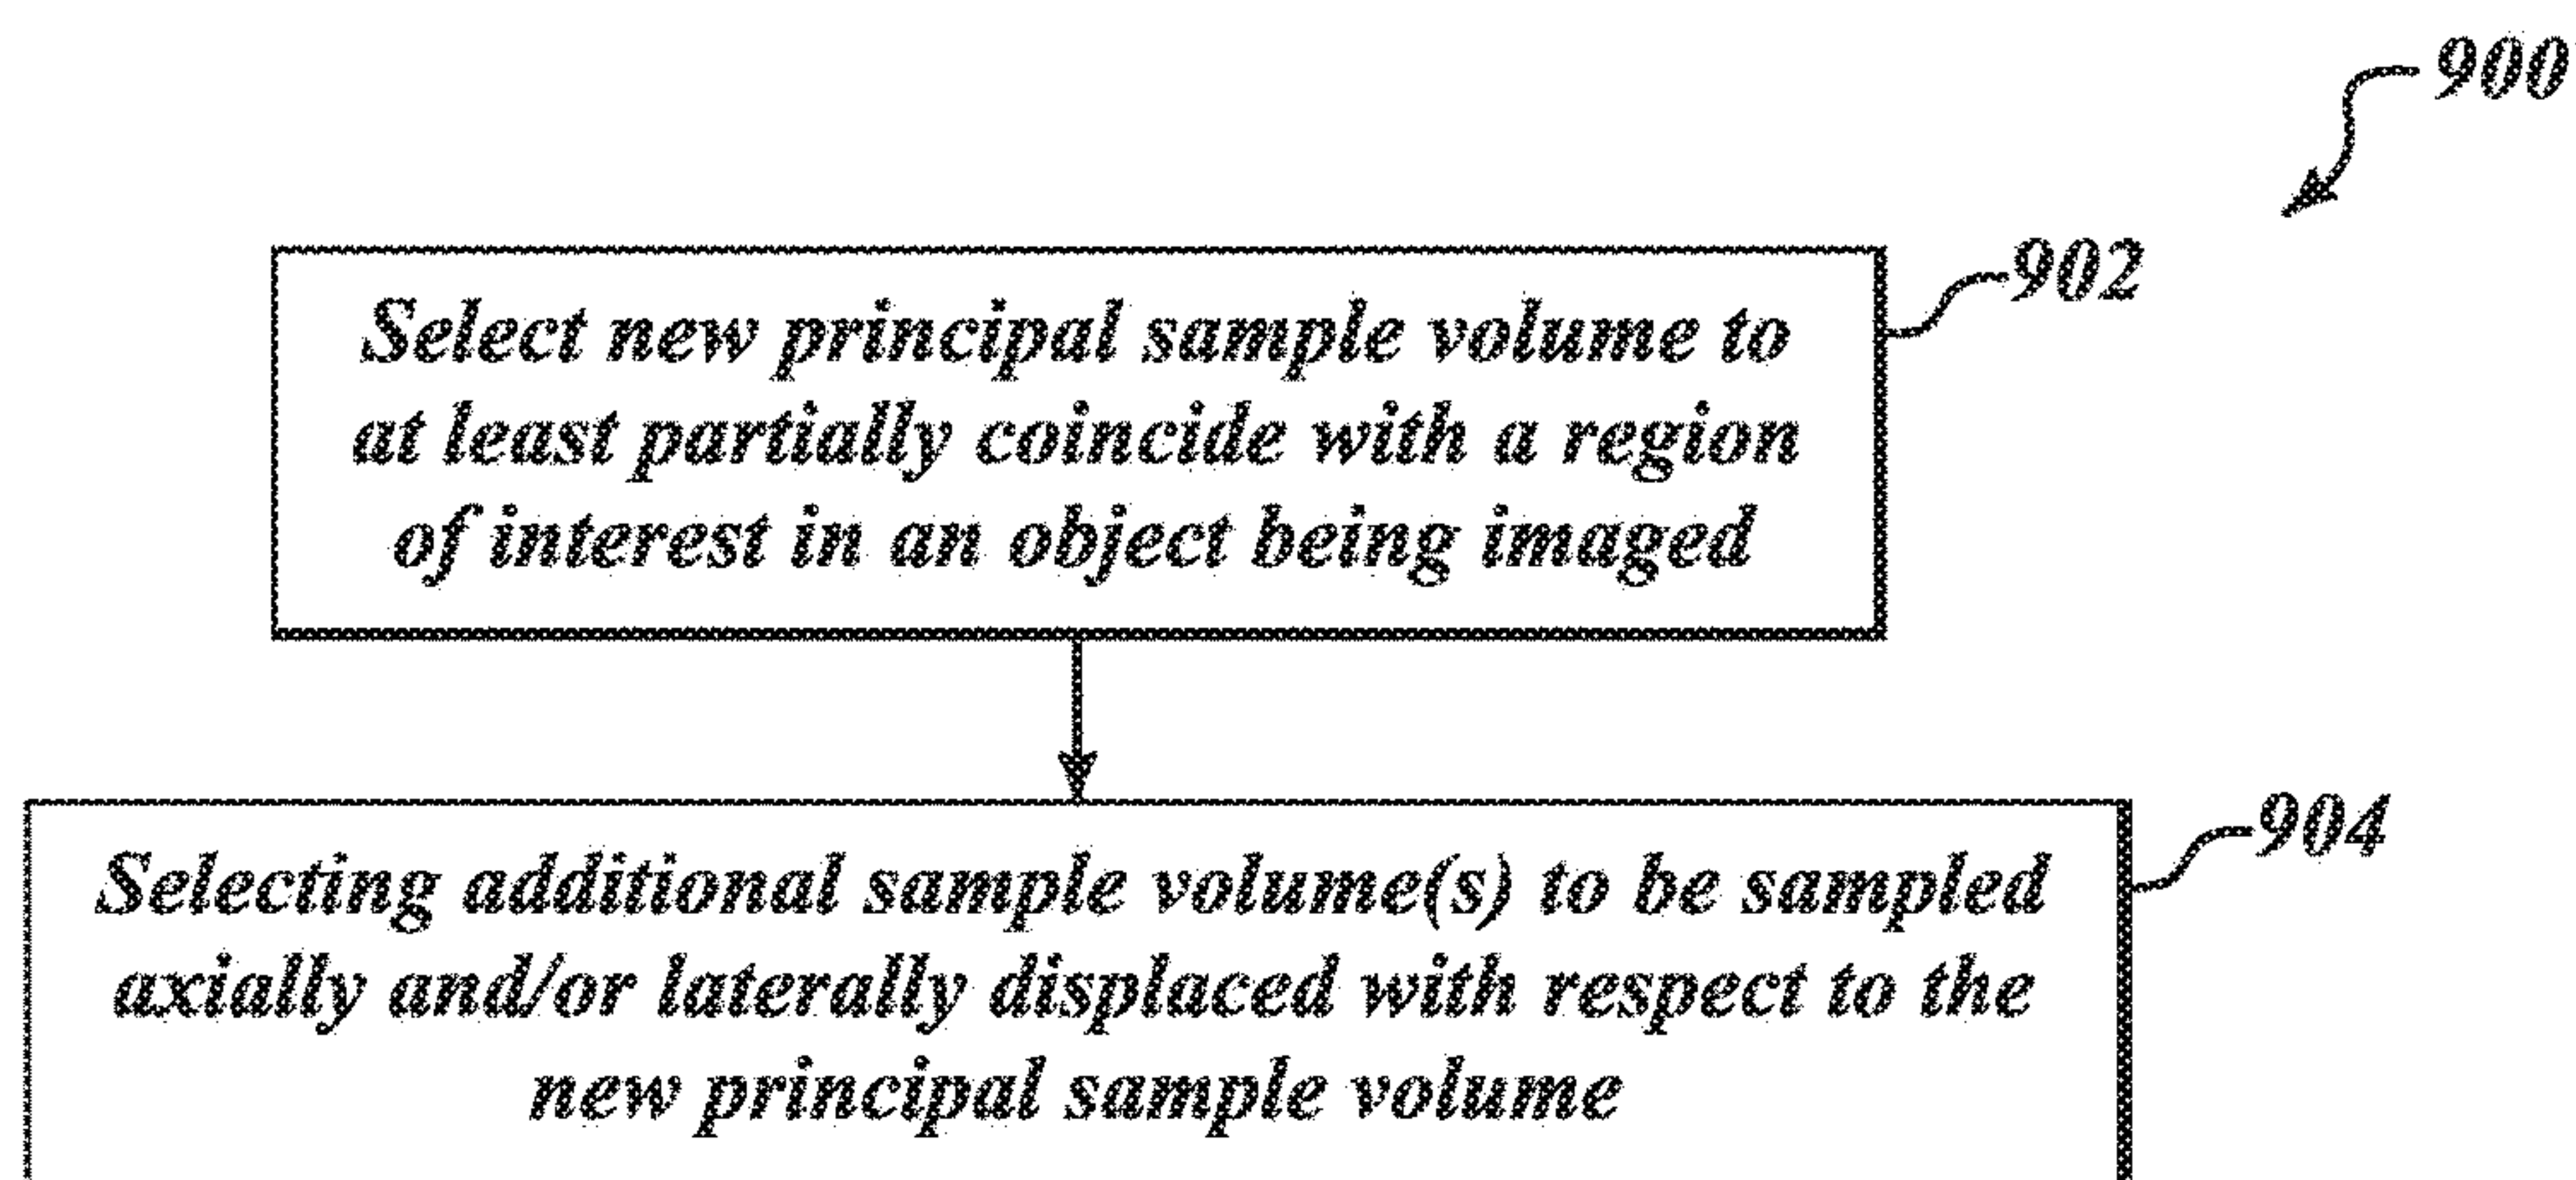 900
902
Select new principal sample volume to
at least partially coincide with a region
of interest in an object being imaged
904
Selecting additional sample volume(s) to be sampled
axially and/or laterally displaced with respect to the
new principal sample volume